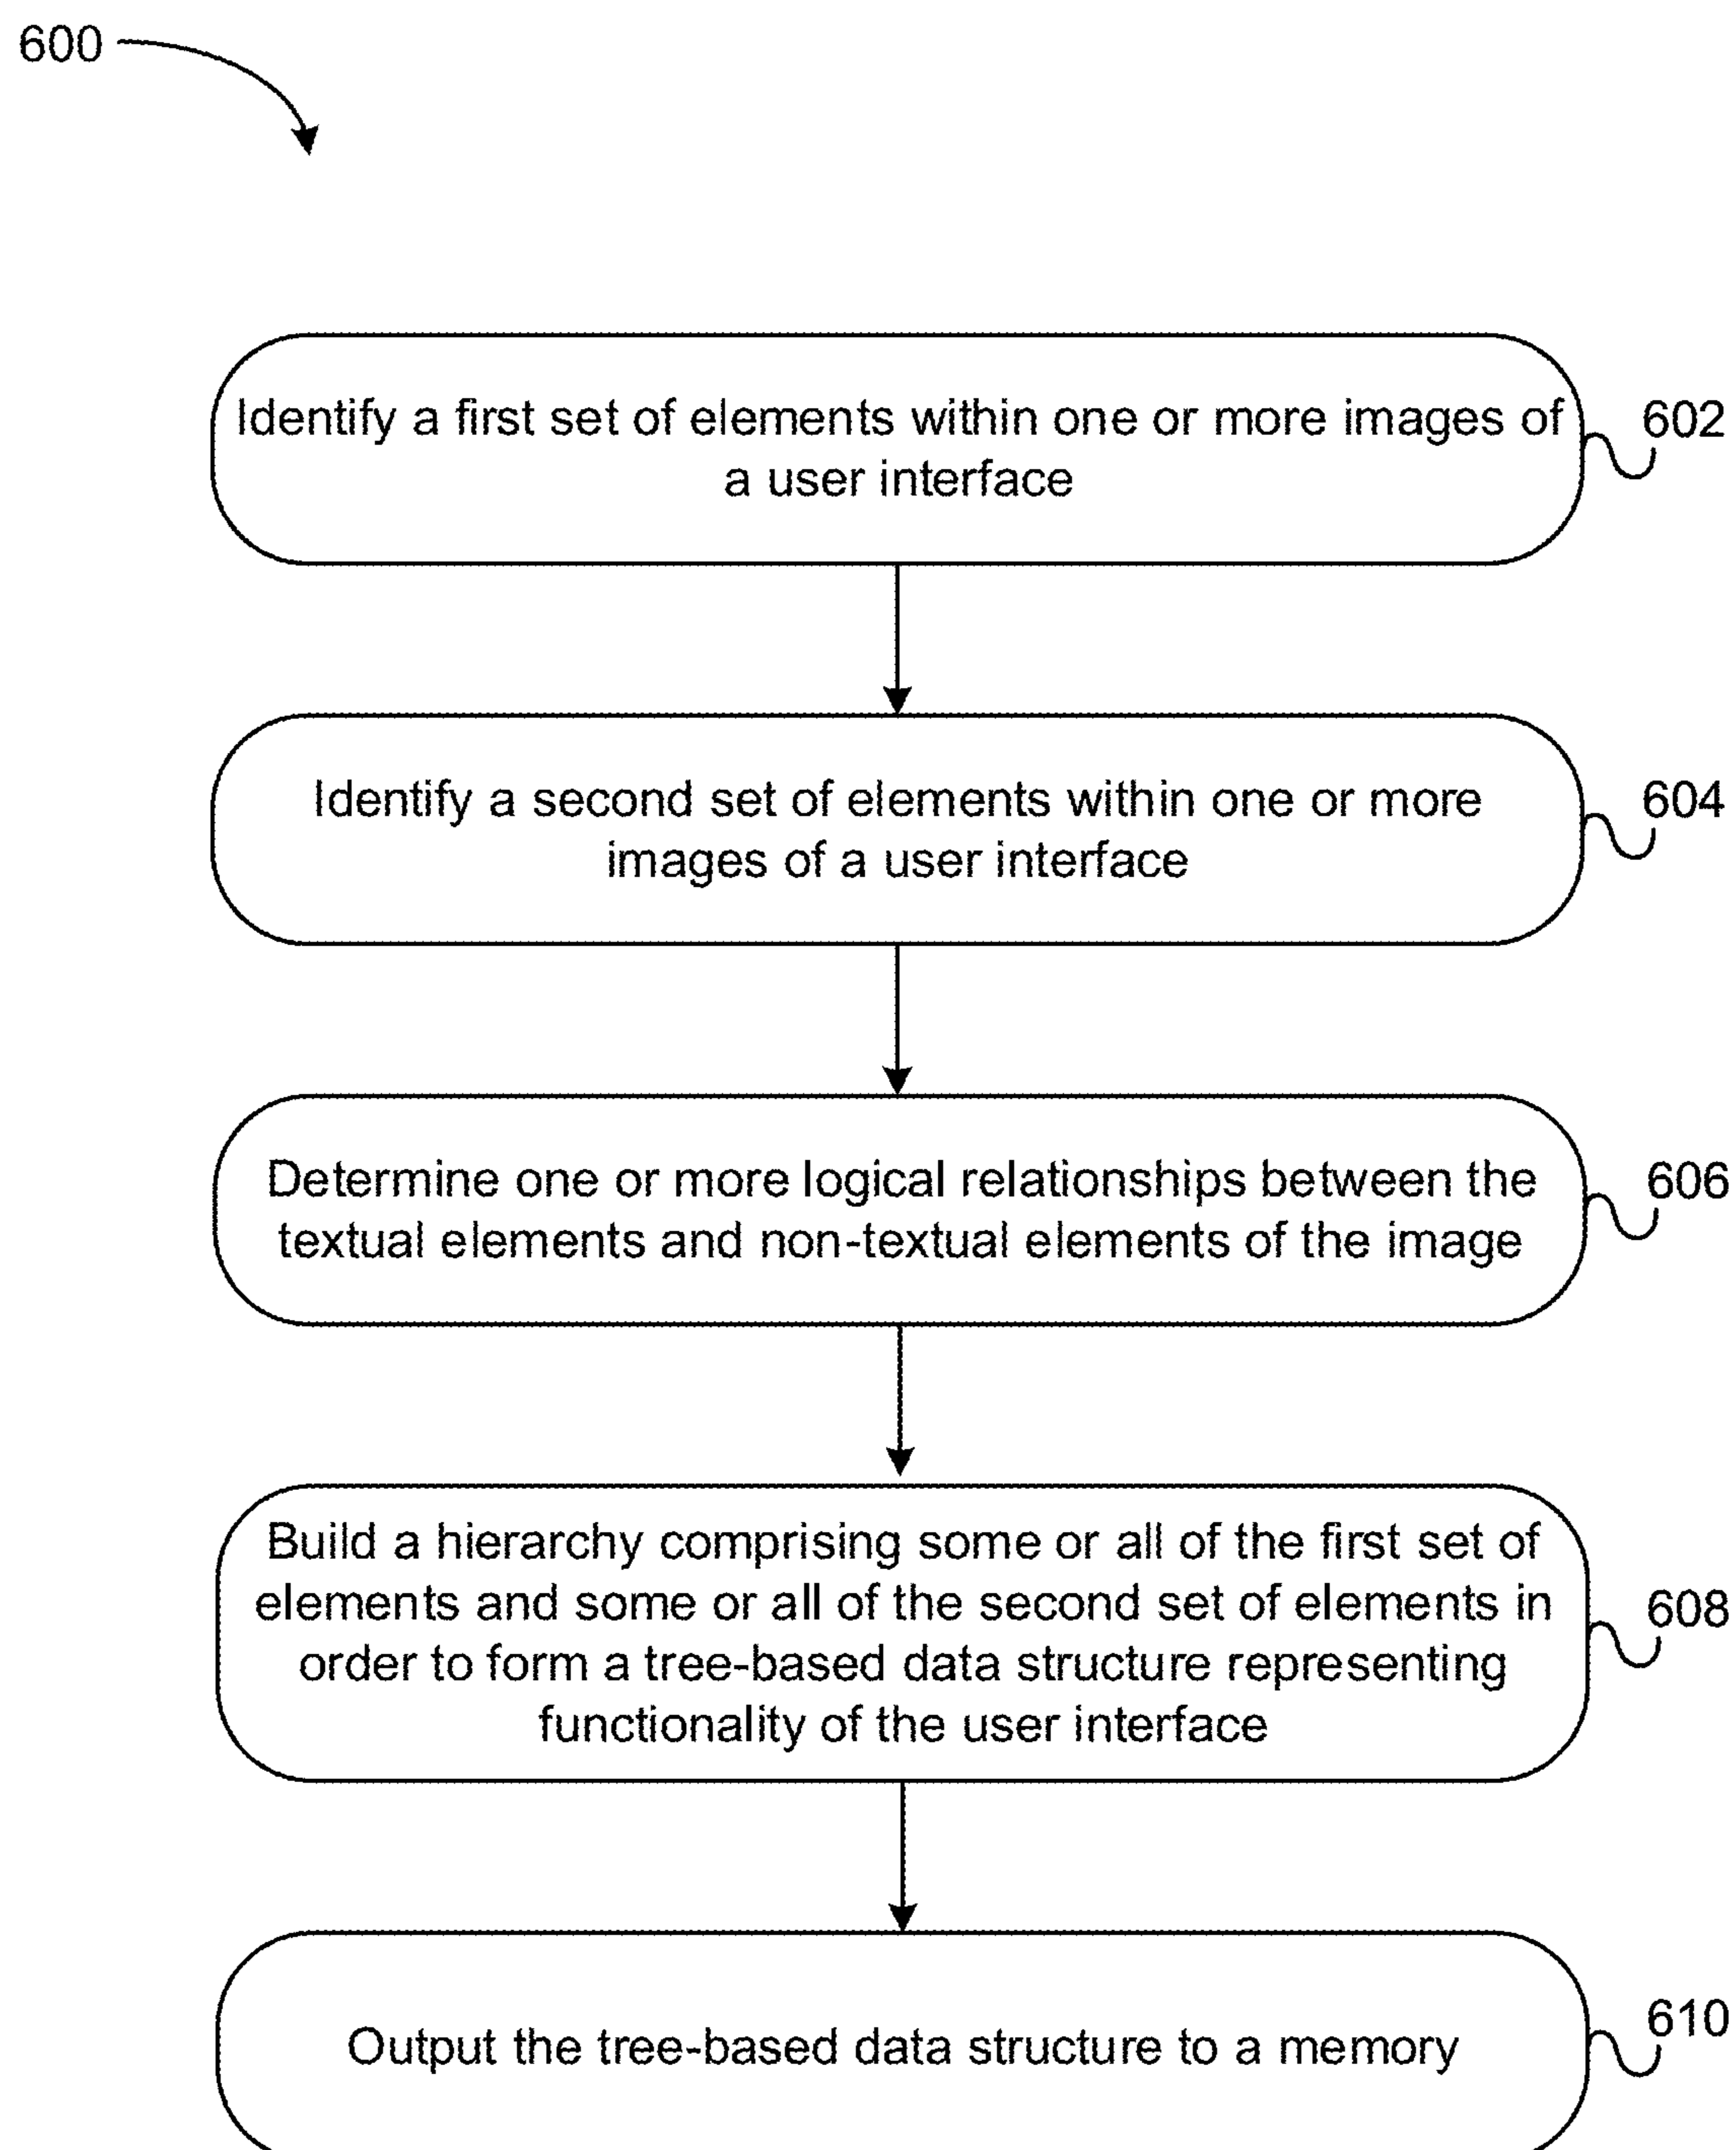 600
Identify a first set of elements within one or more images of
a user interface
602
Identify a second set of elements within one or more
images of a user interface
604
Determine one or more logical relationships between the
textual elements and non-textual elements of the image
606
Build a hierarchy comprising some or all of the first set of
elements and some or all of the second set of elements in
order to form a tree-based data structure representing
functionality of the user interface
608
Output the tree-based data structure to a memory
610